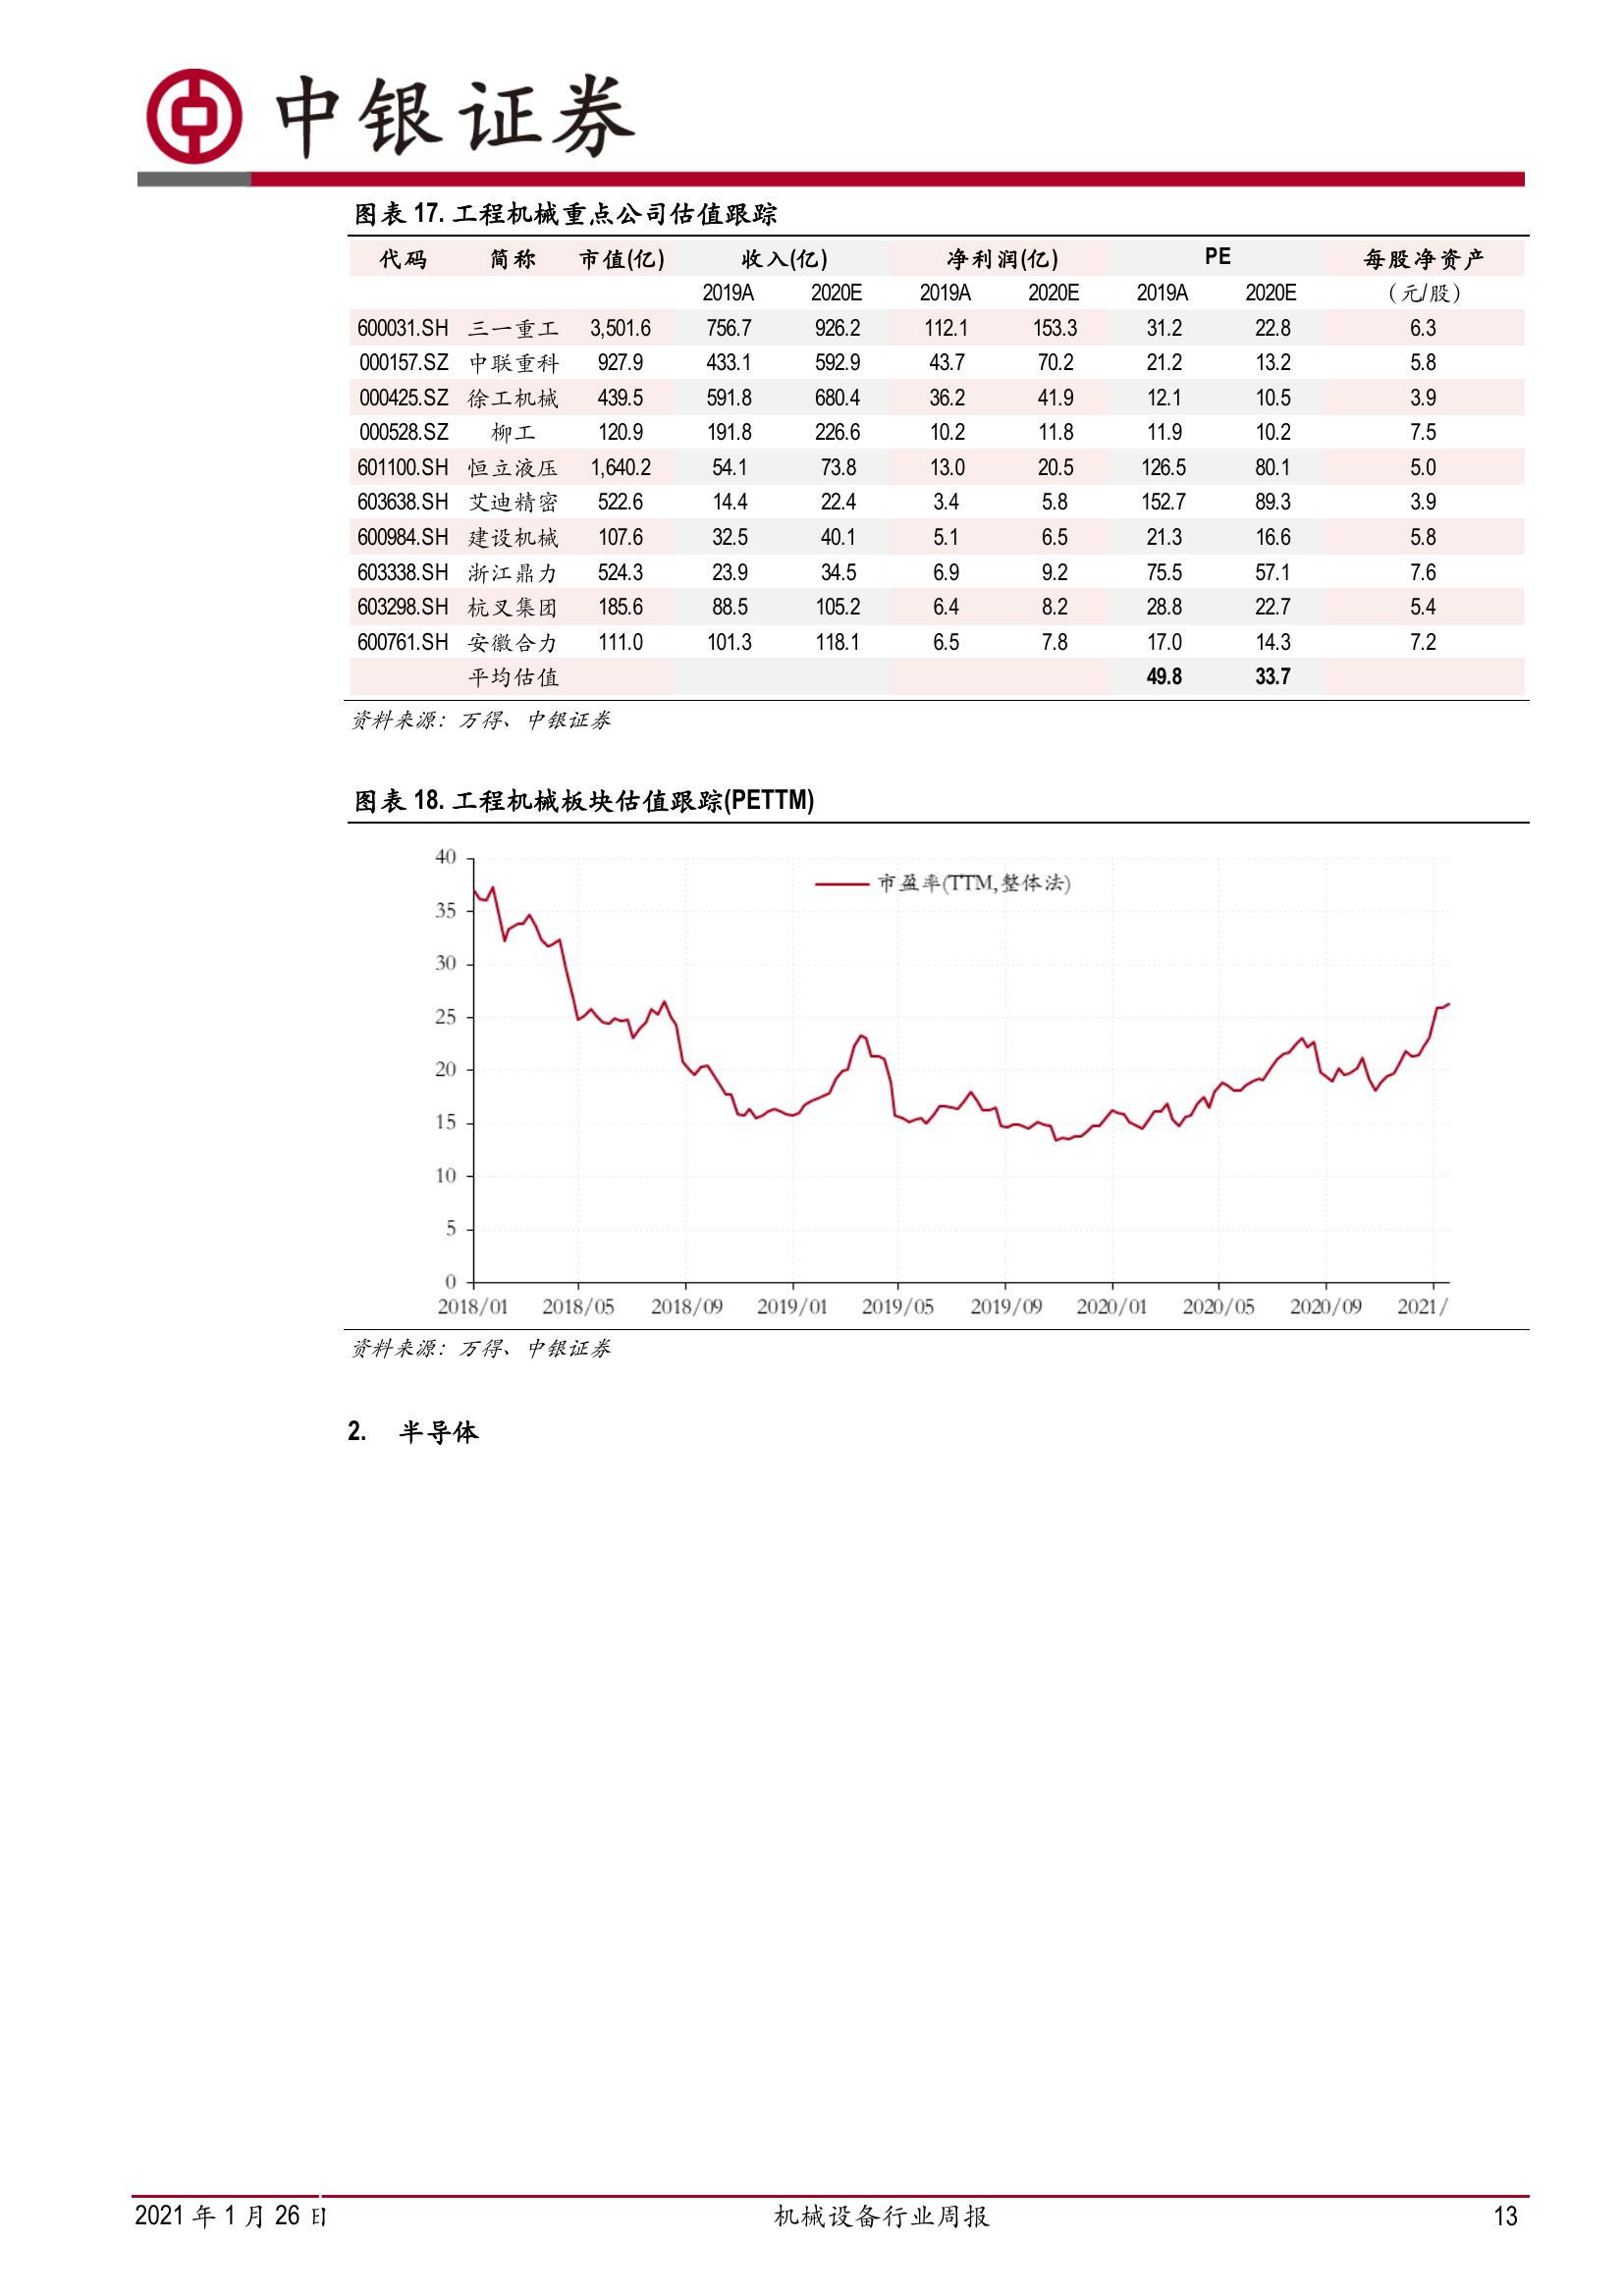 中银证券
图表 17. 工程机械重点公司估值跟踪
代码 简称 市值(亿) 收入(亿) 净利润(亿) PE 每股净资产
2019A 2020E 2019A 2020E 2019A 2020E （元/股）
600031.SH 三一重工 3,501.6 756.7 926.2 112.1 153.3 31.2 22.8 6.3
000157.SZ 中联重科 927.9 433.1 592.9 43.7 70.2 21.2 13.2 5.8
000425.SZ 徐工机械 439.5 591.8 680.4 36.2 41.9 12.1 10.5 3.9
000528.SZ 柳工 120.9 191.8 226.6 10.2 11.8 11.9 10.2 7.5
601100.SH 恒立液压 1,640.2 54.1 73.8 13.0 20.5 126.5 80.1 5.0
603638.SH 艾迪精密 522.6 14.4 22.4 3.4 5.8 152.7 89.3 3.9
600984.SH 建设机械 107.6 32.5 40.1 5.1 6.5 21.3 16.6 5.8
603338.SH 浙江鼎力 524.3 23.9 34.5 6.9 9.2 75.5 57.1 7.6
603298.SH 杭叉集团 185.6 88.5 105.2 6.4 8.2 28.8 22.7 5.4
600761.SH 安徽合力 111.0 101.3 118.1 6.5 7.8 17.0 14.3 7.2
平均估值 49.8 33.7
资料来源：万得、中银证券
图表 18. 工程机械板块估值跟踪(PETTM)
市盈率(TTM,整体法)
40
35
30
25
20
15
10
5
0
2018/01 2018/05 2018/09 2019/01 2019/05 2019/09 2020/01 2020/05 2020/09 2021/
资料来源：万得、中银证券
2. 半导体
2021 年 1 月 26 日 机械设备行业周报 13